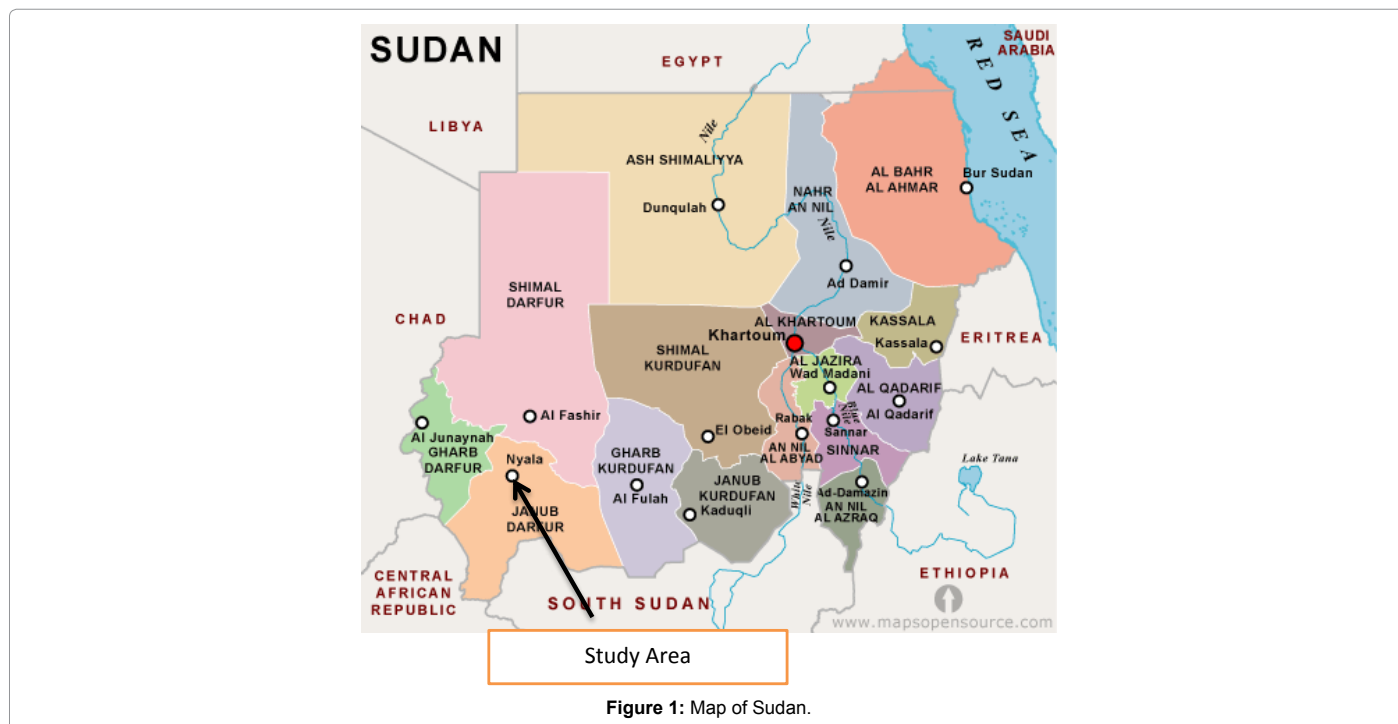 SUDAN
SAUDI
ARABIA
RED SEA
EGYPT
LIBYA
Nile
ASH SHIMALIYYA
AL BAHR
AL AHMAR
Bur Sudan
NAHR
AN NIL
Nile
Dunqulah
Ad Damir
SHIMAL
DARFUR
CHAD
AL KHARTOUM
KASSALA
Khartoum
Kassala
ERITREA
SHIMAL
KURDUFAN
AL JAZIRA
Wad Madani
AL QADARIF
Al Qadarif
Al Fashir
Rabak
Blue
Nile
El Obeid
Sannar
Al Junaynah
GHARB
DARFUR
GHARB
KURDUFAN
AN NIL
AL ABYAD
SINNAR
Nyala
Lake Tana
Al Fulah
JANUB
KURDUFAN
Kaduqli
White
Nile
Ad-Damazin
AN NIL
AL AZRAQ
JANUB
DARFUR
CENTRAL
AFRICAN
REPUBLIC
SOUTH SUDAN
ETHIOPIA
www.mapsopensource.com
Study Area
Figure 1: Map of Sudan.